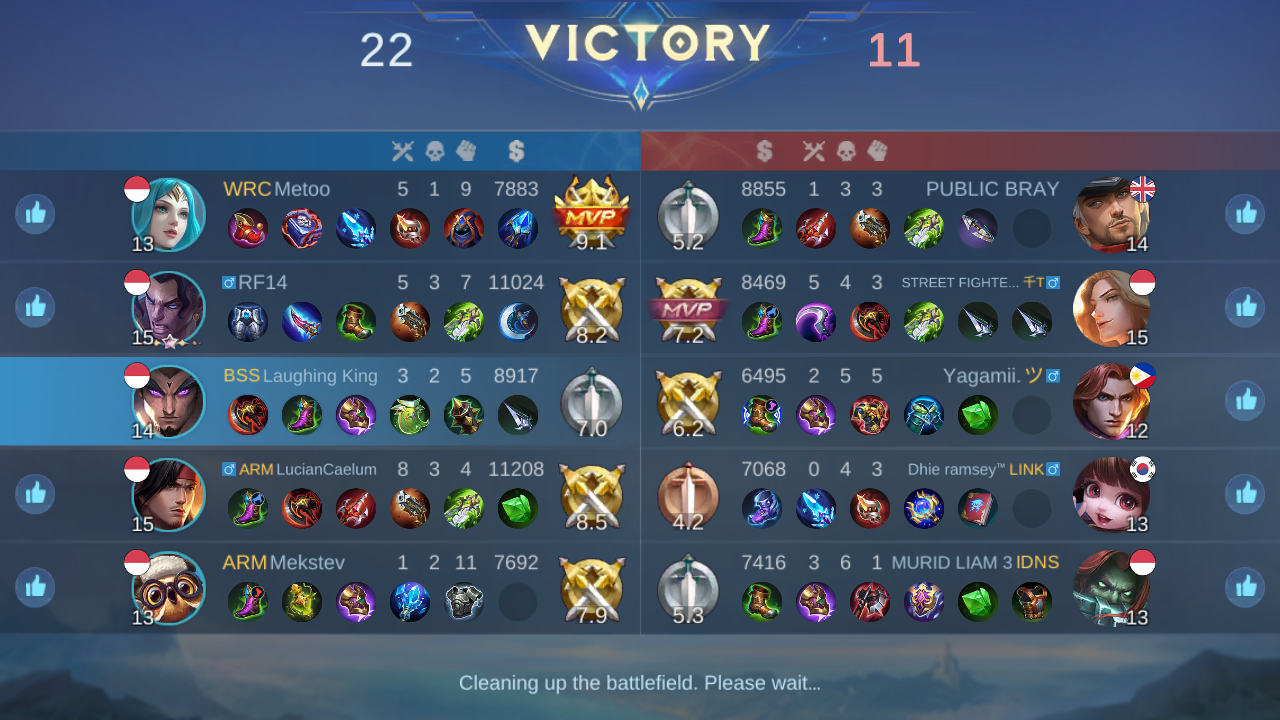 22 VICTORY 11
WRC Metoo 5 1 9 7883 MVP 9.1 13
5.2 8855 1 3 3 PUBLIC BRAY 14
RF14 5 3 7 11024 8.2 15
MVP 7.2 8469 5 4 3 STREET FIGHTE... 千T 15
BSS Laughing King 3 2 5 8917 7.0 14
6.2 6495 2 5 5 Yagamii. ツ 12
ARM LucianCaelum 8 3 4 11208 8.5 15
4.2 7068 0 4 3 Dhie ramsey™ LINK 13
ARM Mekstev 1 2 11 7692 7.9 13
5.3 7416 3 6 1 MURID LIAM 3 IDNS 13
Cleaning up the battlefield. Please wait...